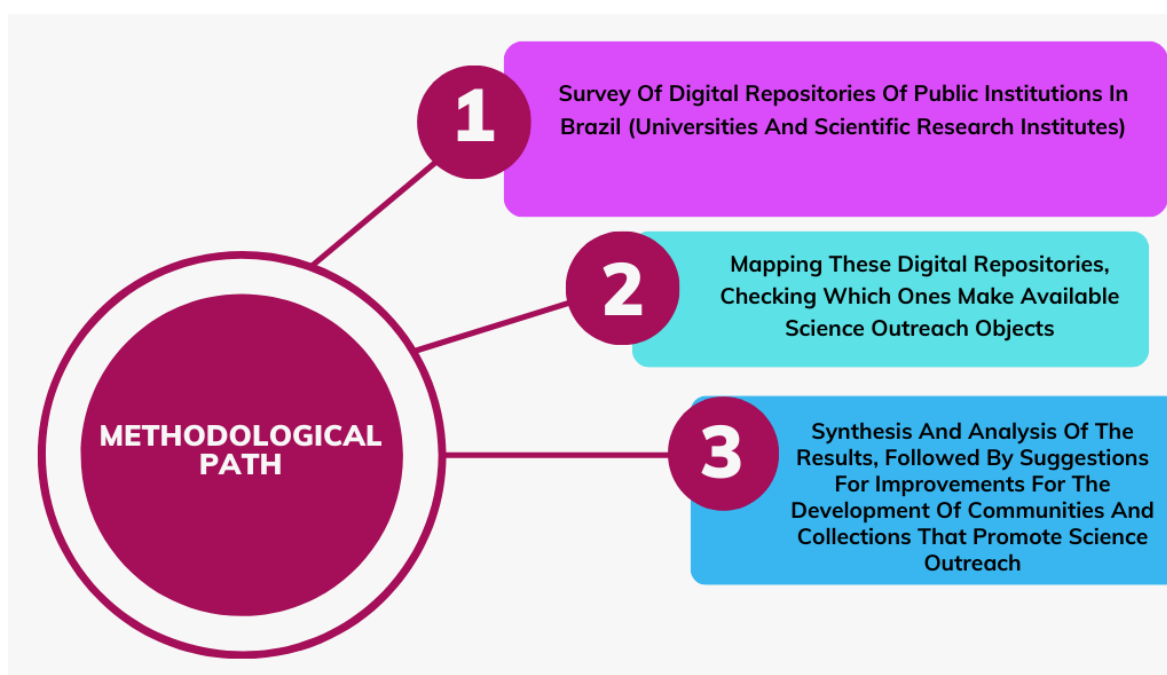 1
Survey Of Digital Repositories Of Public Institutions In
Brazil (Universities And Scientific Research Institutes)
2
Mapping These Digital Repositories,
Checking Which Ones Make Available
Science Outreach Objects
METHODOLOGICAL
PATH
3
Synthesis And Analysis Of The
Results, Followed By Suggestions
For Improvements For The
Development Of Communities And
Collections That Promote Science
Outreach